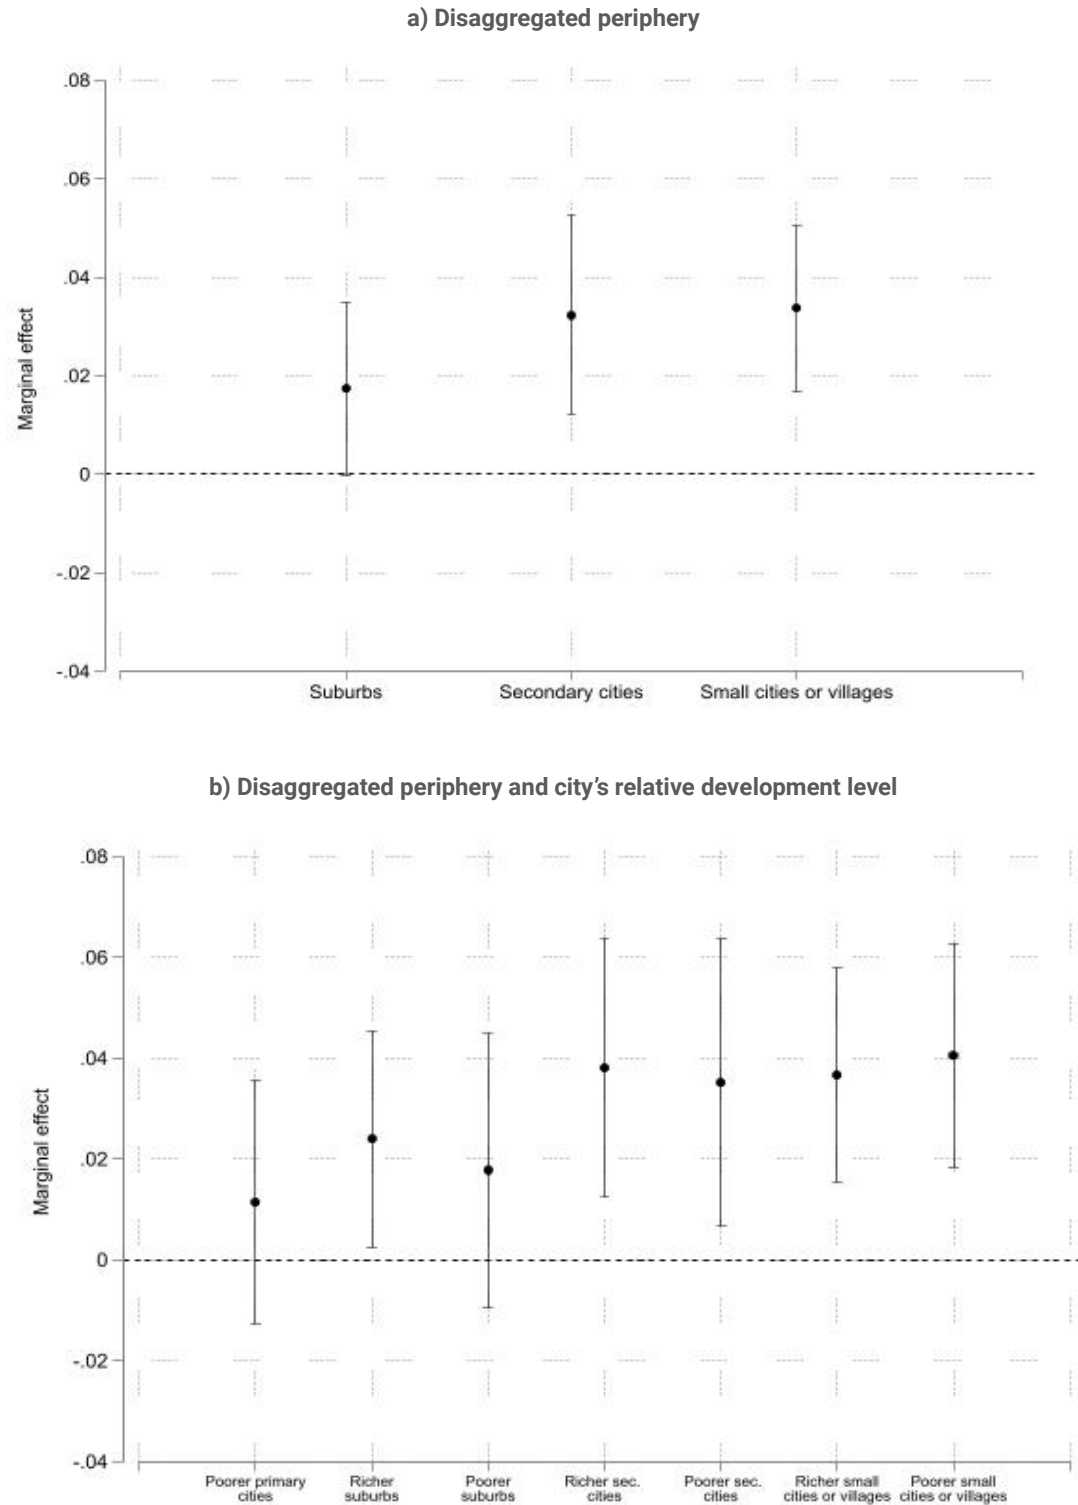 a) Disaggregated periphery
.08
.06
.04
.02
0
-.02
-.04
Marginal effect
Suburbs
Secondary cities
Small cities or villages
b) Disaggregated periphery and city’s relative development level
.08
.06
.04
.02
0
-.02
-.04
Marginal effect
Poorer primary
cities
Richer
suburbs
Poorer
suburbs
Richer sec.
cities
Poorer sec.
cities
Richer small
cities or villages
Poorer small
cities or villages